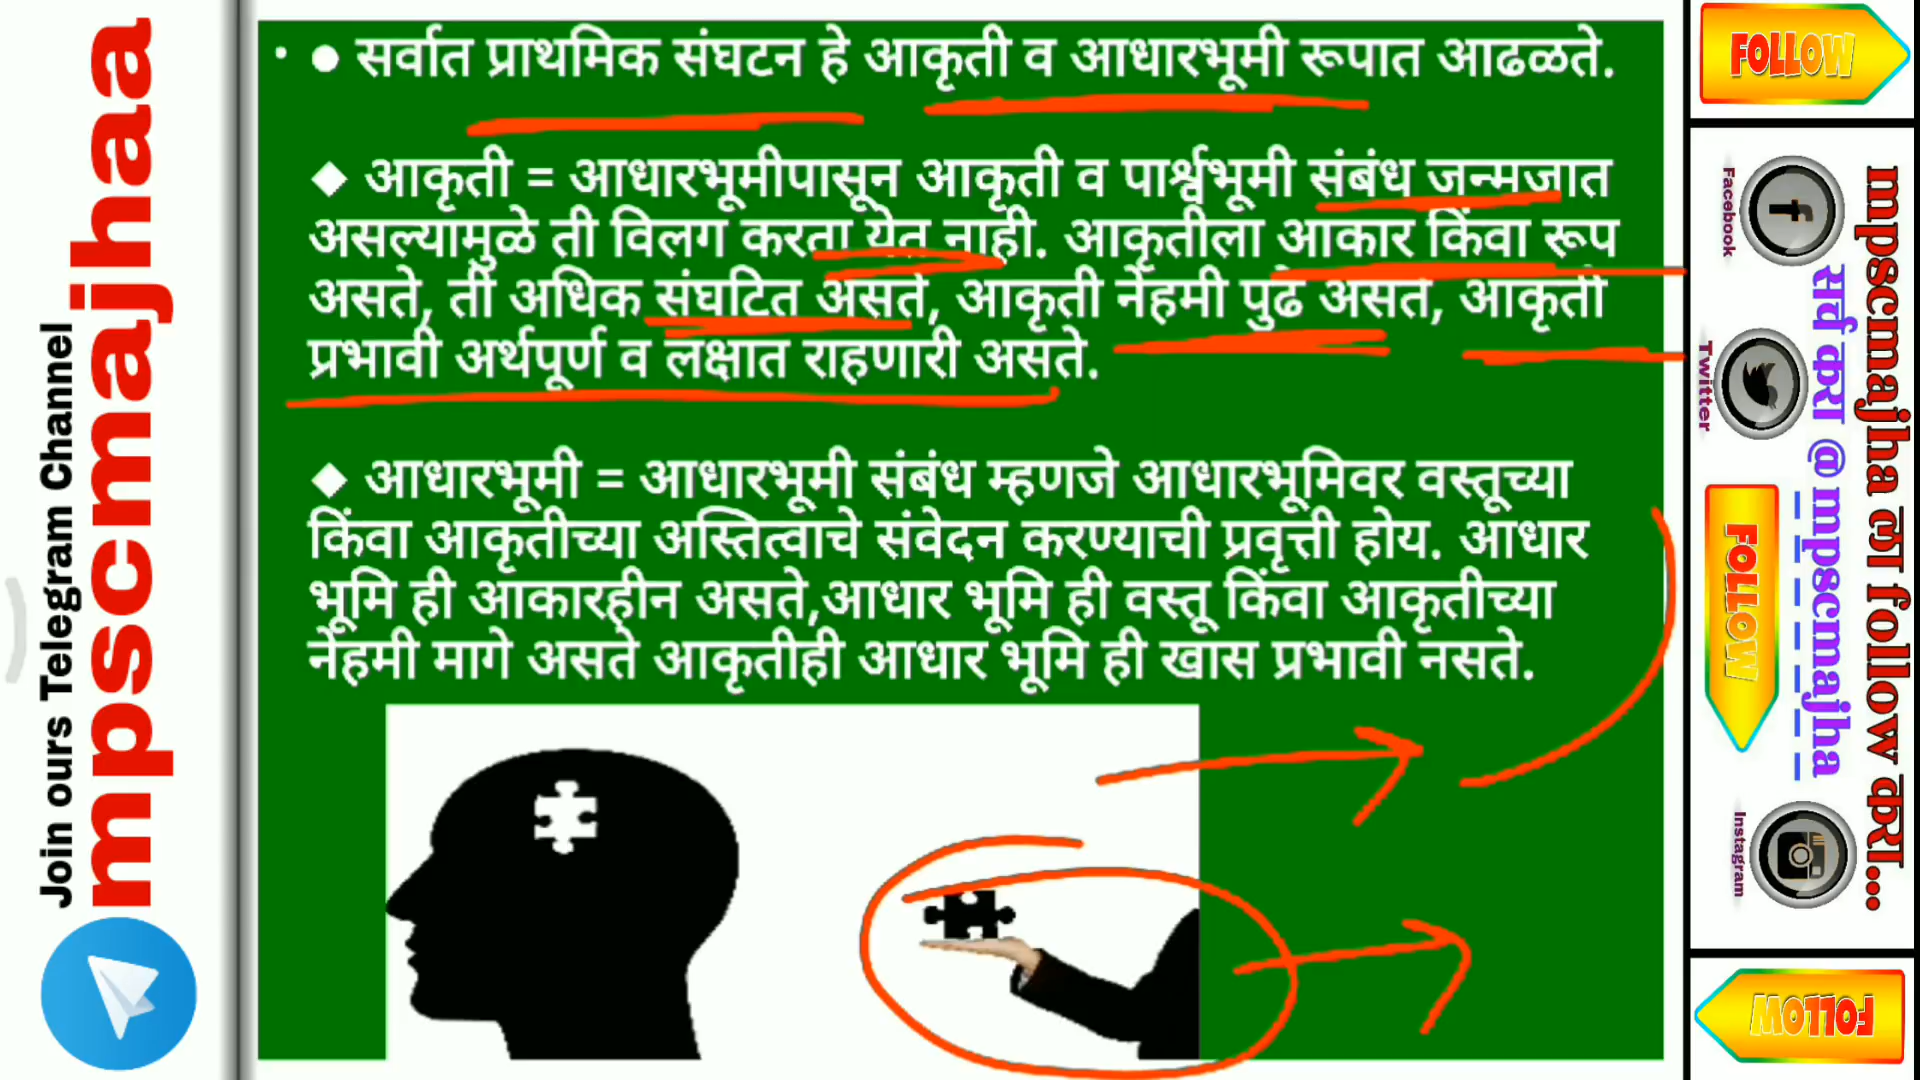 Join ours Telegram Channel
mpscmajhaa
• ● सर्वात प्राथमिक संघटन हे आकृती व आधारभूमी रूपात आढळते.
◆ आकृती = आधारभूमीपासून आकृती व पार्श्वभूमी संबंध जन्मजात
असल्यामुळे ती विलग करता येत नाही. आकृतीला आकार किंवा रूप
असते, ती अधिक संघटित असते, आकृती नेहमी पुढे असते, आकृती
प्रभावी अर्थपूर्ण व लक्षात राहणारी असते.
◆ आधारभूमी = आधारभूमी संबंध म्हणजे आधारभूमिवर वस्तूच्या
किंवा आकृतीच्या अस्तित्वाचे संवेदन करण्याची प्रवृत्ती होय. आधार
भूमि ही आकारहीन असते,आधार भूमि ही वस्तू किंवा आकृतीच्या
नेहमी मागे असते आकृतीही आधार भूमि ही खास प्रभावी नसते.
FOLLOW
mpscmajha ला follow करा...
सर्व करा @mpscmajha
Facebook
Twitter
FOLLOW
Instagram
FOLLOW